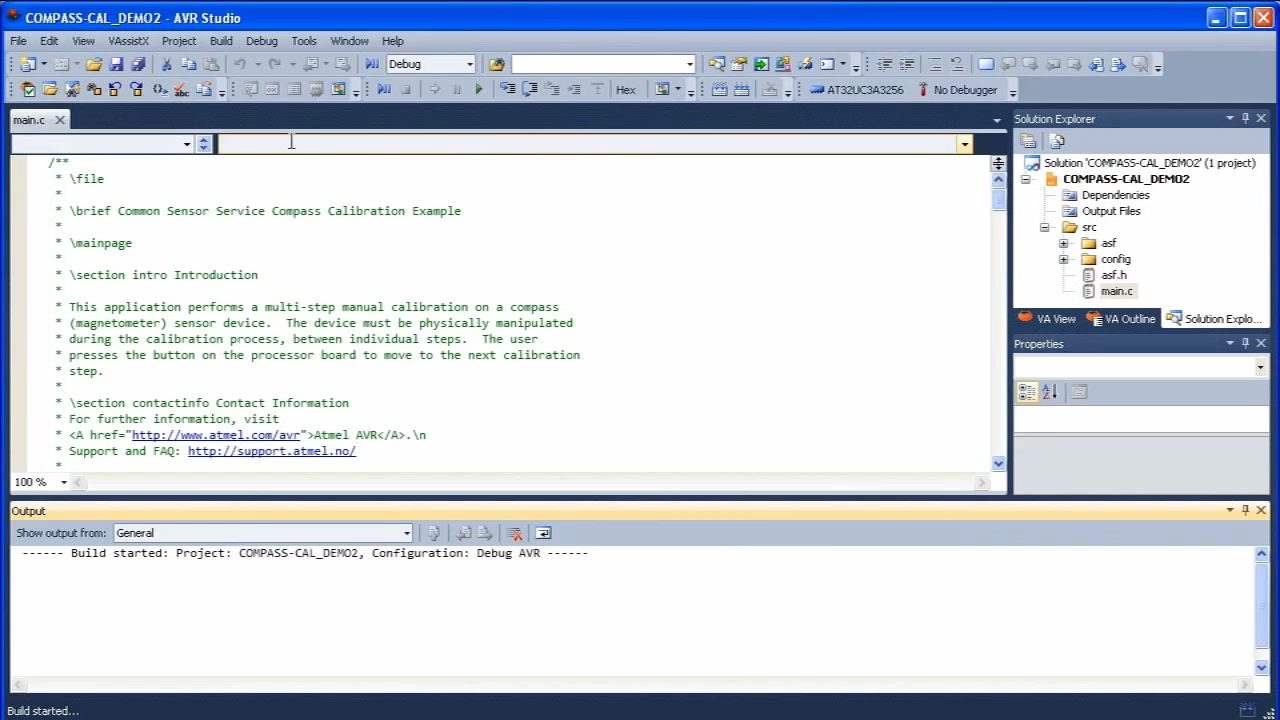 COMPASS-CAL_DEMO2 - AVR Studio
File Edit View VAssistX Project Build Debug Tools Window Help
Debug
Hex AT32UC3A3256 No Debugger
main.c
/**
* \file
*
* \brief Common Sensor Service Compass Calibration Example
*
* \mainpage
*
* \section intro Introduction
*
* This application performs a multi-step manual calibration on a compass
* (magnetometer) sensor device.  The device must be physically manipulated
* during the calibration process, between individual steps.  The user
* presses the button on the processor board to move to the next calibration
* step.
*
* \section contactinfo Contact Information
* For further information, visit
* <A href="http://www.atmel.com/avr">Atmel AVR</A>.\n
* Support and FAQ: http://support.atmel.no/
*
100 %
Solution Explorer
Solution 'COMPASS-CAL_DEMO2' (1 project)
COMPASS-CAL_DEMO2
Dependencies
Output Files
src
asf
config
asf.h
main.c
VA View VA Outline Solution Explo...
Properties
Output
Show output from: General
------ Build started: Project: COMPASS-CAL_DEMO2, Configuration: Debug AVR ------
Build started...